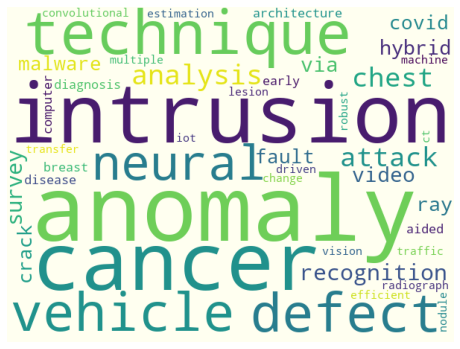 convolutional
estimation
architecture
covid
technique
hybrid
malware
multiple
machine
analysis
via
computer
diagnosis
early
chest
lesion
intrusion
robust
iot
ct
transfer
neural
fault
attack
survey
breast
driven
disease
change
video
anomaly
ray
crack
aided
cancer
vision
traffic
recognition
radiograph
vehicle
defect
efficient
nodule